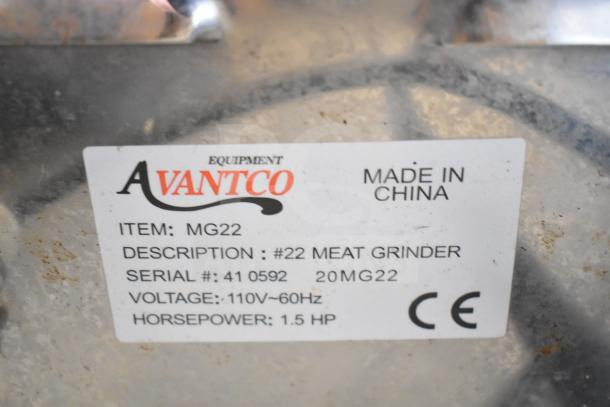 EQUIPMENT
AVANTCO
MADE IN
CHINA
ITEM: MG22
DESCRIPTION : #22 MEAT GRINDER
SERIAL #: 41 0592 20MG22
VOLTAGE: 110V~60Hz
HORSEPOWER: 1.5 HP
CE